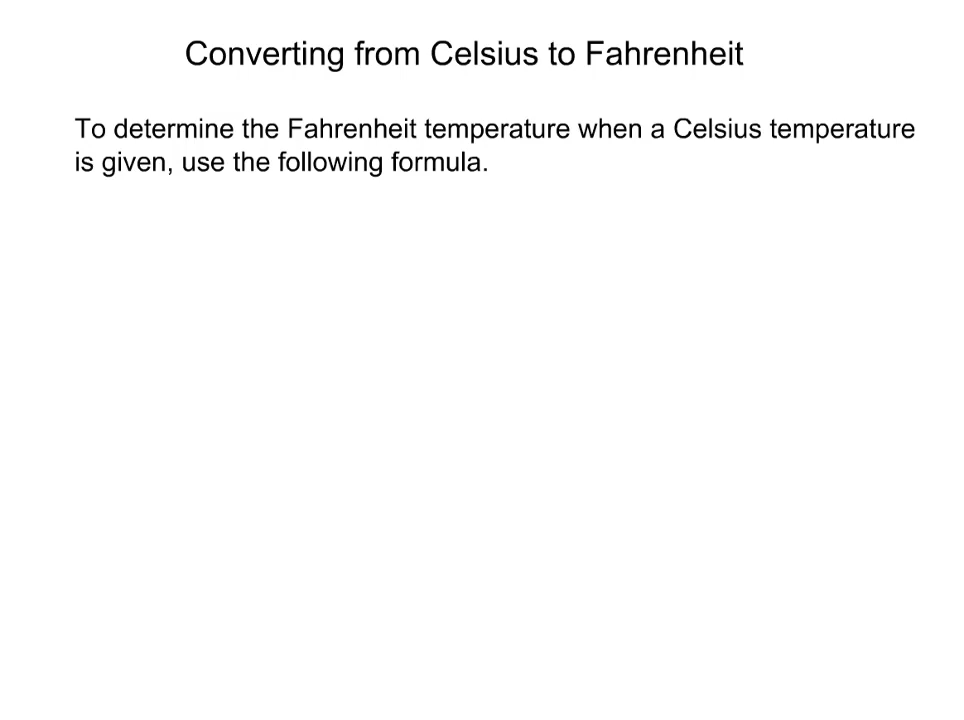 Converting from Celsius to Fahrenheit
To determine the Fahrenheit temperature when a Celsius temperature
is given, use the following formula.